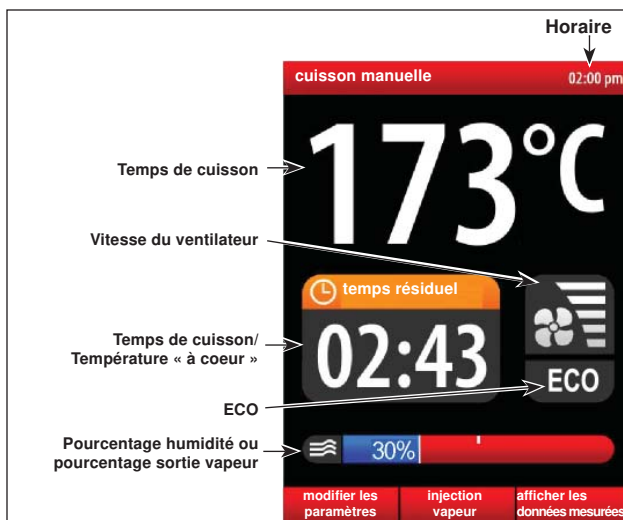 Horaire
cuisson manuelle 02:00 pm
173°C
Temps de cuisson
Vitesse du ventilateur
temps résiduel
02:43
Temps de cuisson/
Température « à coeur »
ECO
ECO
Pourcentage humidité ou
pourcentage sortie vapeur
30%
modifier les
paramètres
injection
vapeur
afficher les
données mesurées